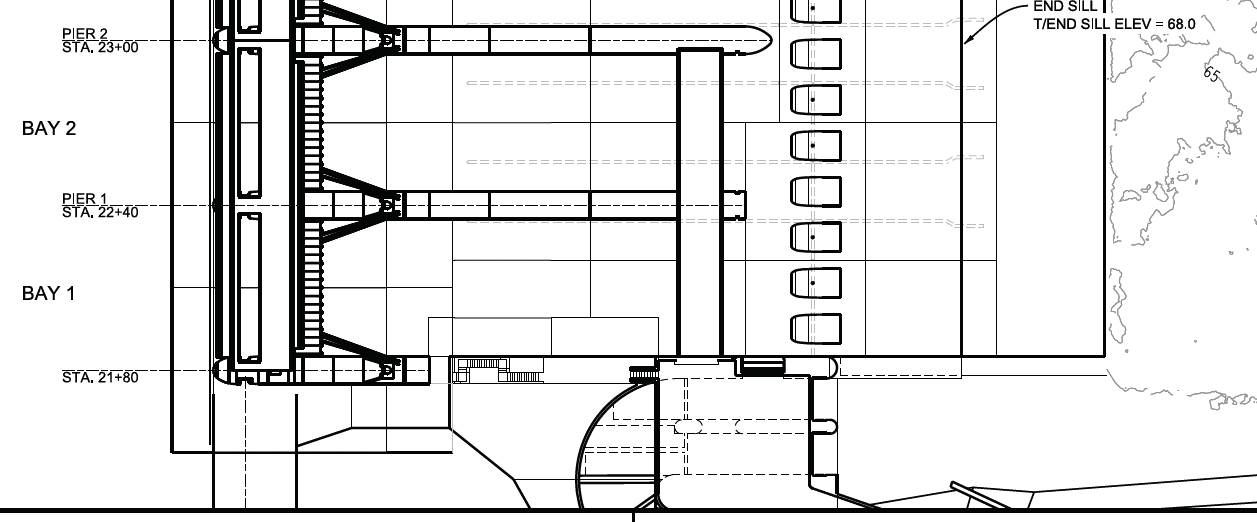 END SILL
T/END SILL ELEV = 68.0
PIER 2
STA. 23+00
65
BAY 2
PIER 1
STA. 22+40
BAY 1
STA. 21+80